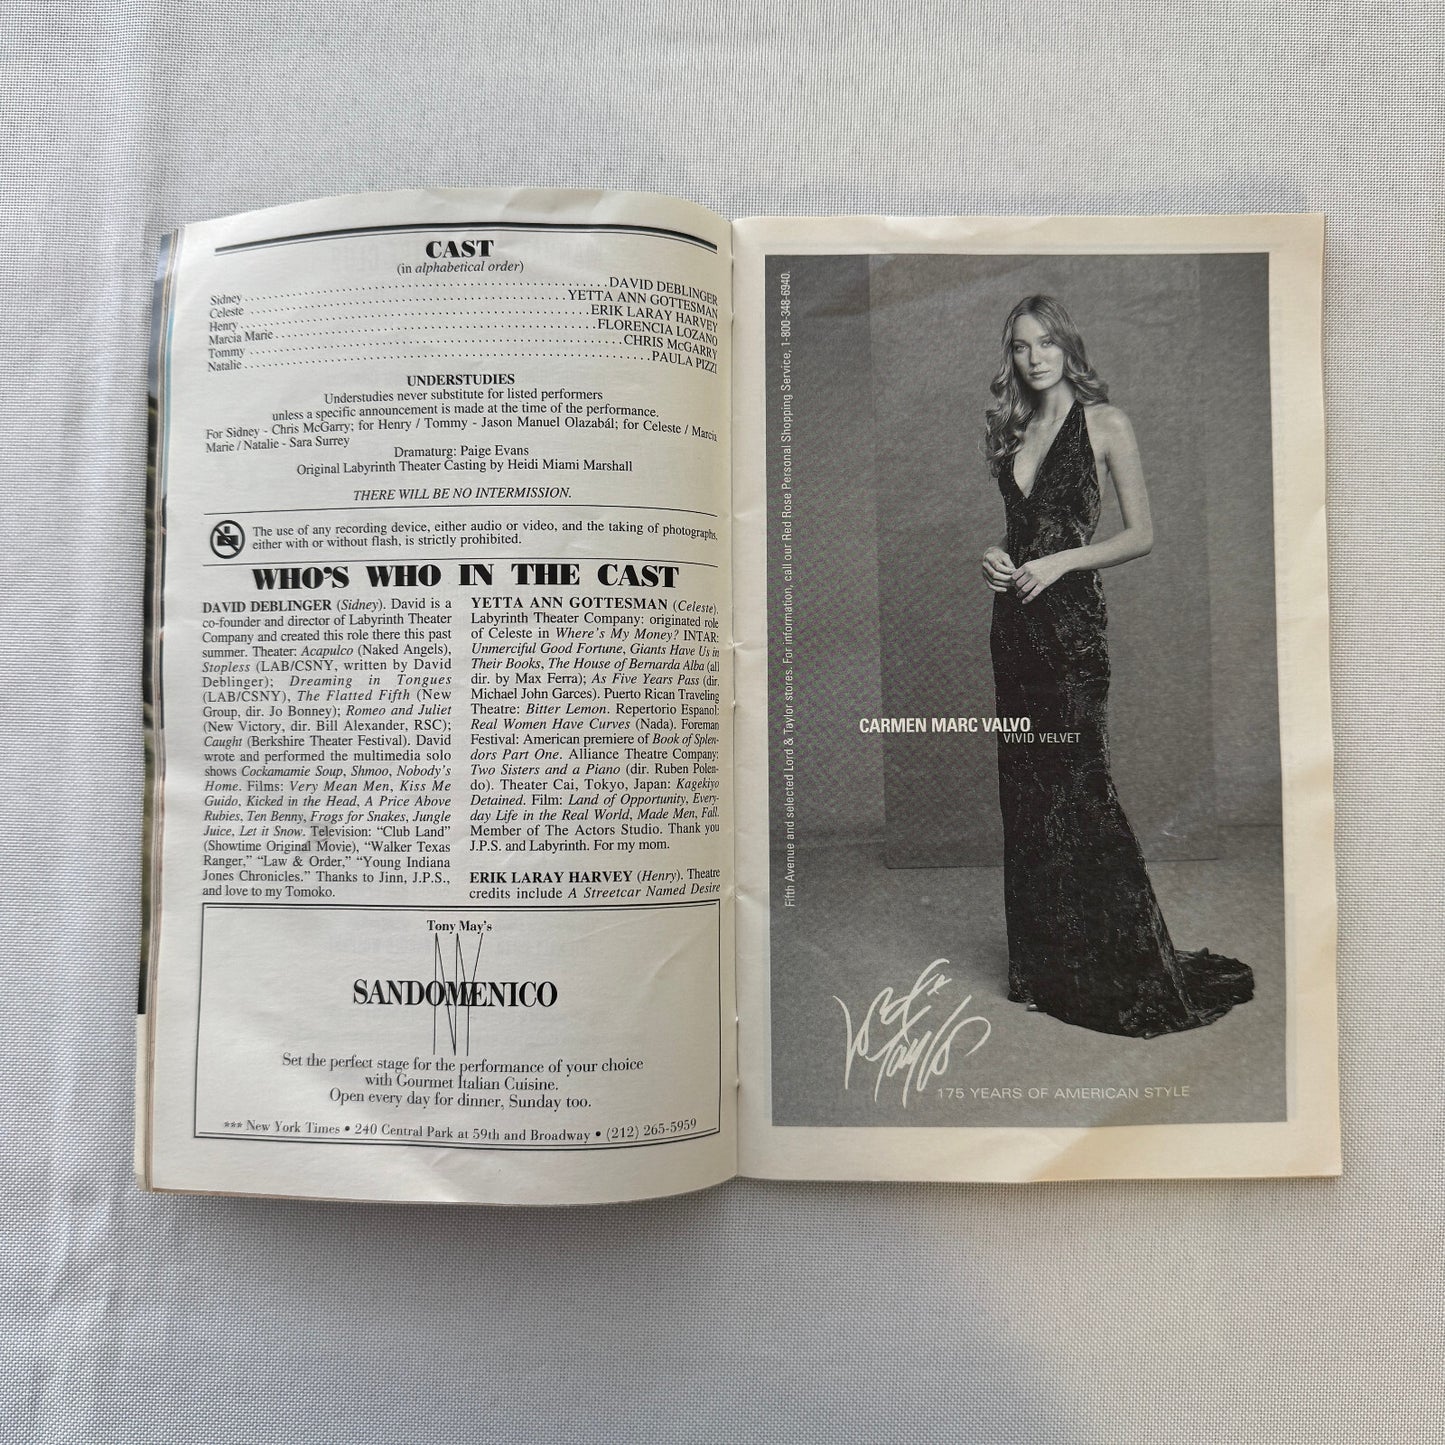 CAST
(in alphabetical order)
Sidney . . . . . . . . . . . . . . . . . . . . DAVID DEBLINGER
Celeste . . . . . . . . . . . . . . . . . . . . YETTA ANN GOTTESMAN
Henry . . . . . . . . . . . . . . . . . . . . ERIK LARAY HARVEY
Marcia Marie . . . . . . . . . . . . . . . . . . . . FLORENCIA LOZANO
Tommy . . . . . . . . . . . . . . . . . . . . CHRIS McGARRY
Natalie . . . . . . . . . . . . . . . . . . . . PAULA PIZZI
UNDERSTUDIES
Understudies never substitute for listed performers
unless a specific announcement is made at the time of the performance.
For Sidney - Chris McGarry; for Henry / Tommy - Jason Manuel Olazabál; for Celeste / Marcia
Marie / Natalie - Sara Surrey
Dramaturg: Paige Evans
Original Labyrinth Theater Casting by Heidi Miami Marshall
THERE WILL BE NO INTERMISSION.
The use of any recording device, either audio or video, and the taking of photographs,
either with or without flash, is strictly prohibited.
WHO'S WHO IN THE CAST
DAVID DEBLINGER (Sidney). David is a
co-founder and director of Labyrinth Theater
Company and created this role there this past
summer. Theater: Acapulco (Naked Angels),
Stopless (LAB/CSNY, written by David
Deblinger); Dreaming in Tongues
(LAB/CSNY), The Flatted Fifth (New
Group, dir. Jo Bonney); Romeo and Juliet
(New Victory, dir. Bill Alexander, RSC);
Caught (Berkshire Theater Festival). David
wrote and performed the multimedia solo
shows Cockamamie Soup, Shmoo, Nobody's
Home. Films: Very Mean Men, Kiss Me
Guido, Kicked in the Head, A Price Above
Rubies, Ten Benny, Frogs for Snakes, Jungle
Juice, Let it Snow. Television: "Club Land"
(Showtime Original Movie), "Walker Texas
Ranger," "Law & Order," "Young Indiana
Jones Chronicles." Thanks to Jinn, J.P.S.,
and love to my Tomoko.
YETTA ANN GOTTESMAN (Celeste).
Labyrinth Theater Company: originated role
of Celeste in Where's My Money? INTAR:
Unmerciful Good Fortune, Giants Have Us in
Their Books, The House of Bernarda Alba (all
dir. by Max Ferra); As Five Years Pass (dir.
Michael John Garces). Puerto Rican Traveling
Theatre: Bitter Lemon. Repertorio Espanol:
Real Women Have Curves (Nada). Foreman
Festival: American premiere of Book of Splen-
dors Part One. Alliance Theatre Company:
Two Sisters and a Piano (dir. Ruben Polen-
do). Theater Cai, Tokyo, Japan: Kagekiyo
Detained. Film: Land of Opportunity, Every-
day Life in the Real World, Made Men, Fall.
Member of The Actors Studio. Thank you
J.P.S. and Labyrinth. For my mom.
ERIK LARAY HARVEY (Henry). Theatre
credits include A Streetcar Named Desire
Tony May's
SANDOMENICO
Set the perfect stage for the performance of your choice
with Gourmet Italian Cuisine.
Open every day for dinner, Sunday too.
*** New York Times • 240 Central Park at 59th and Broadway • (212) 265-5959
Fifth Avenue and selected Lord & Taylor stores. For information, call our Red Rose Personal Shopping Service, 1-800-348-6940.
CARMEN MARC VALVO
VIVID VELVET
Lord & Taylor
175 YEARS OF AMERICAN STYLE